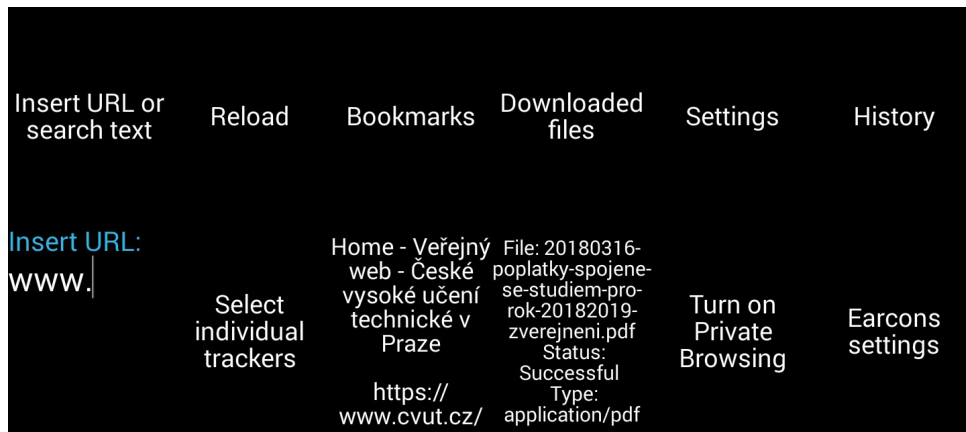 Insert URL or
search text
Reload
Bookmarks
Downloaded
files
Settings
History
Insert URL:
www.
Select
individual
trackers
Home - Veřejný
web - České
vysoké učení
technické v
Praze
https://
www.cvut.cz/
File: 20180316-
poplatky-spojene-
se-studiem-pro-
rok-20182019-
zverejneni.pdf
Status:
Successful
Type:
application/pdf
Turn on
Private
Browsing
Earcons
settings